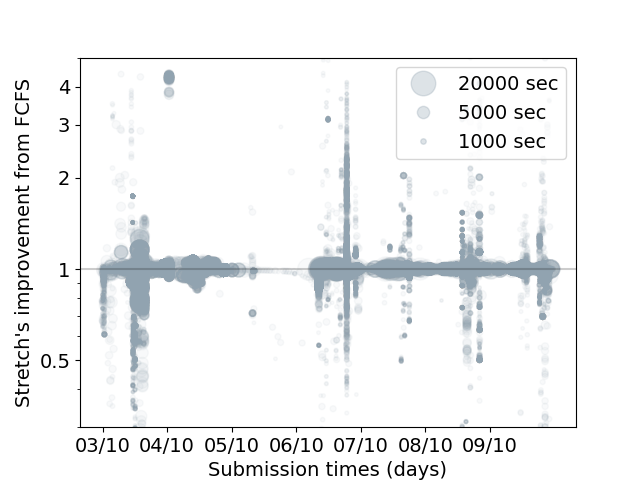 20000 sec
5000 sec
1000 sec
Stretch's improvement from FCFS
4
3
2
1
0.5
03/10 04/10 05/10 06/10 07/10 08/10 09/10
Submission times (days)